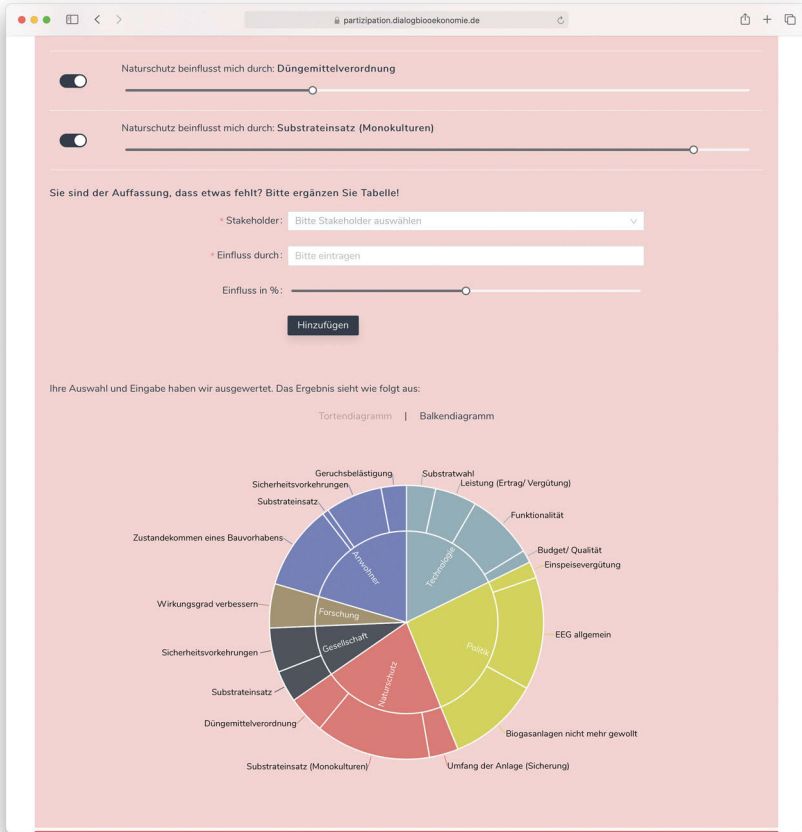 partizipation.dialogbiooekonomie.de
Naturschutz beinflusst mich durch: Düngemittelverordnung
Naturschutz beinflusst mich durch: Substrateinsatz (Monokulturen)
Sie sind der Auffassung, dass etwas fehlt? Bitte ergänzen Sie Tabelle!
* Stakeholder: Bitte Stakeholder auswählen
* Einfluss durch: Bitte eintragen
Einfluss in %:
Hinzufügen
Ihre Auswahl und Eingabe haben wir ausgewertet. Das Ergebnis sieht wie folgt aus:
Tortendiagramm | Balkendiagramm
Geruchsbelästigung
Substratwahl
Sicherheitsvorkehrungen
Leistung (Ertrag/ Vergütung)
Substrateinsatz
Funktionalität
Zustandekommen eines Bauvorhabens
Budget/ Qualität
Einspeisevergütung
Anwohner
Technologie
Wirkungsgrad verbessern
Forschung
EEG allgemein
Gesellschaft
Politik
Sicherheitsvorkehrungen
Naturschutz
Substrateinsatz
Düngemittelverordnung
Biogasanlagen nicht mehr gewollt
Substrateinsatz (Monokulturen)
Umfang der Anlage (Sicherung)